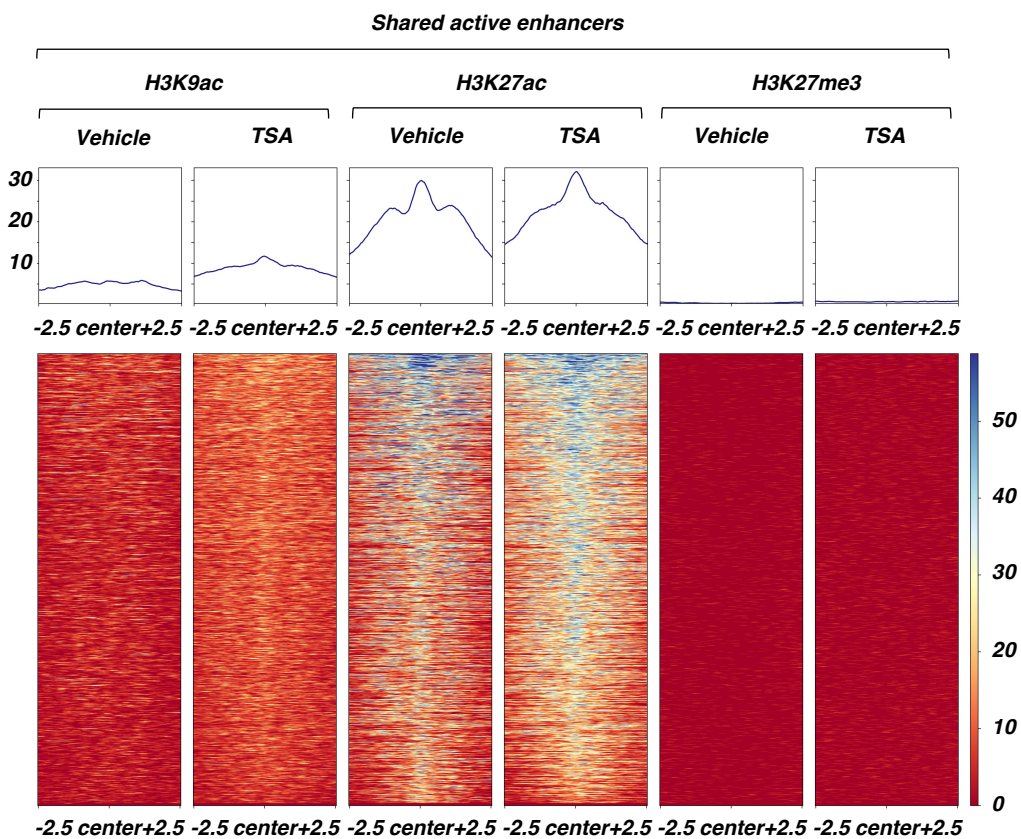 Shared active enhancers
H3K9ac H3K27ac H3K27me3
Vehicle TSA Vehicle TSA Vehicle TSA
30
20
10
-2.5 center+2.5 -2.5 center+2.5 -2.5 center+2.5 -2.5 center+2.5 -2.5 center+2.5 -2.5 center+2.5
50
40
30
20
10
0
-2.5 center+2.5 -2.5 center+2.5 -2.5 center+2.5 -2.5 center+2.5 -2.5 center+2.5 -2.5 center+2.5